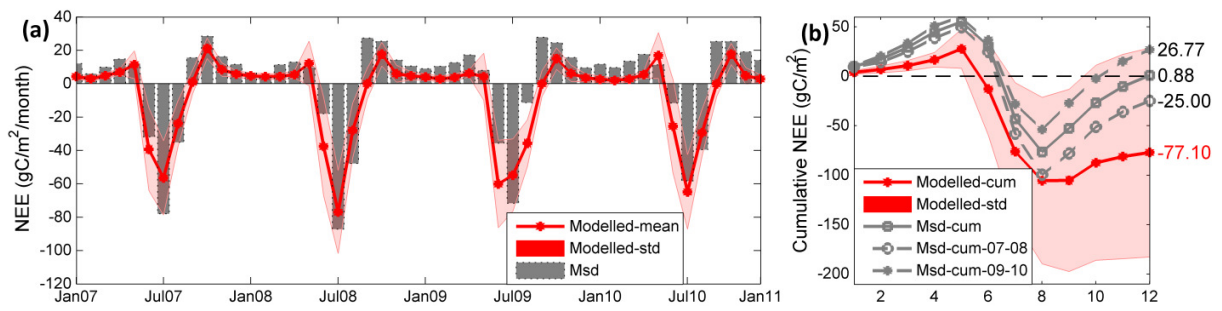 (a)
NEE (gC/m²/month)
40
20
0
-20
-40
-60
-80
-100
-120
Jan07
Jul07
Jan08
Jul08
Jan09
Jul09
Jan10
Jul10
Jan11
Modelled-mean
Modelled-std
Msd
(b)
Cumulative NEE (gC/m²)
50
0
-50
-100
-150
-200
2
4
6
8
10
12
26.77
0.88
-25.00
-77.10
Modelled-cum
Modelled-std
Msd-cum
Msd-cum-07-08
Msd-cum-09-10